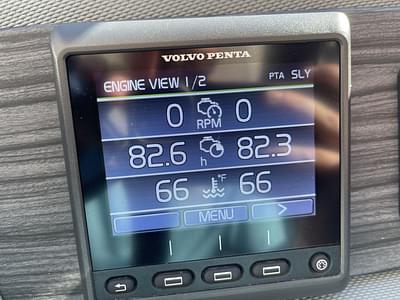 VOLVO PENTA
ENGINE VIEW 1/2 PTA SLY
0 RPM 0
82.6 h 82.3
66 °F 66
MENU >